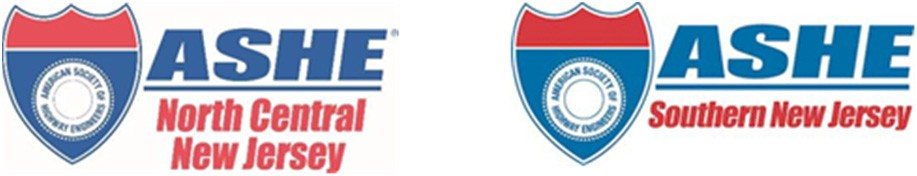 AMERICAN SOCIETY OF
HIGHWAY ENGINEERS
ASHE®
North Central
New Jersey
AMERICAN SOCIETY OF
HIGHWAY ENGINEERS
ASHE
Southern New Jersey